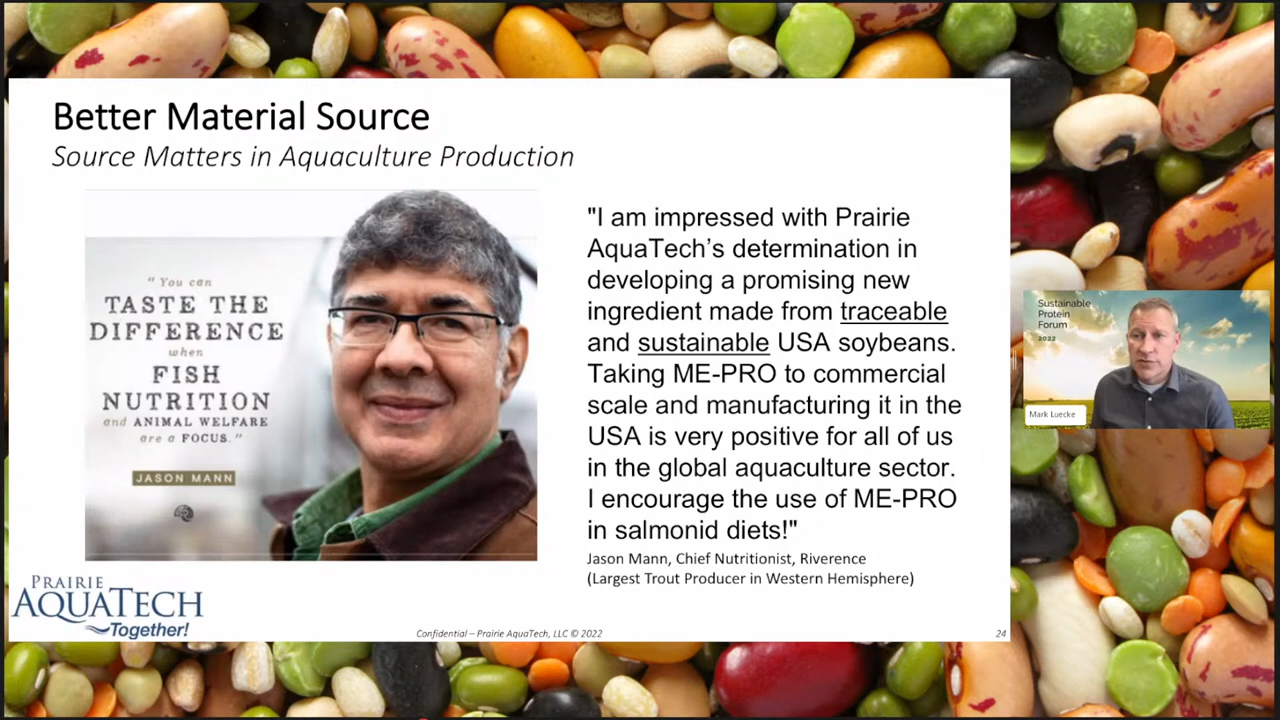 Better Material Source
Source Matters in Aquaculture Production
"You can
TASTE THE
DIFFERENCE
when
FISH
NUTRITION
and ANIMAL WELFARE
are a FOCUS."
JASON MANN
"I am impressed with Prairie
AquaTech’s determination in
developing a promising new
ingredient made from traceable
and sustainable USA soybeans.
Taking ME-PRO to commercial
scale and manufacturing it in the
USA is very positive for all of us
in the global aquaculture sector.
I encourage the use of ME-PRO
in salmonid diets!"
Jason Mann, Chief Nutritionist, Riverence
(Largest Trout Producer in Western Hemisphere)
PRAIRIE
AQUATECH
Together!
Confidential – Prairie AquaTech, LLC © 2022
24
Sustainable
Protein
Forum
2022
Mark Luecke